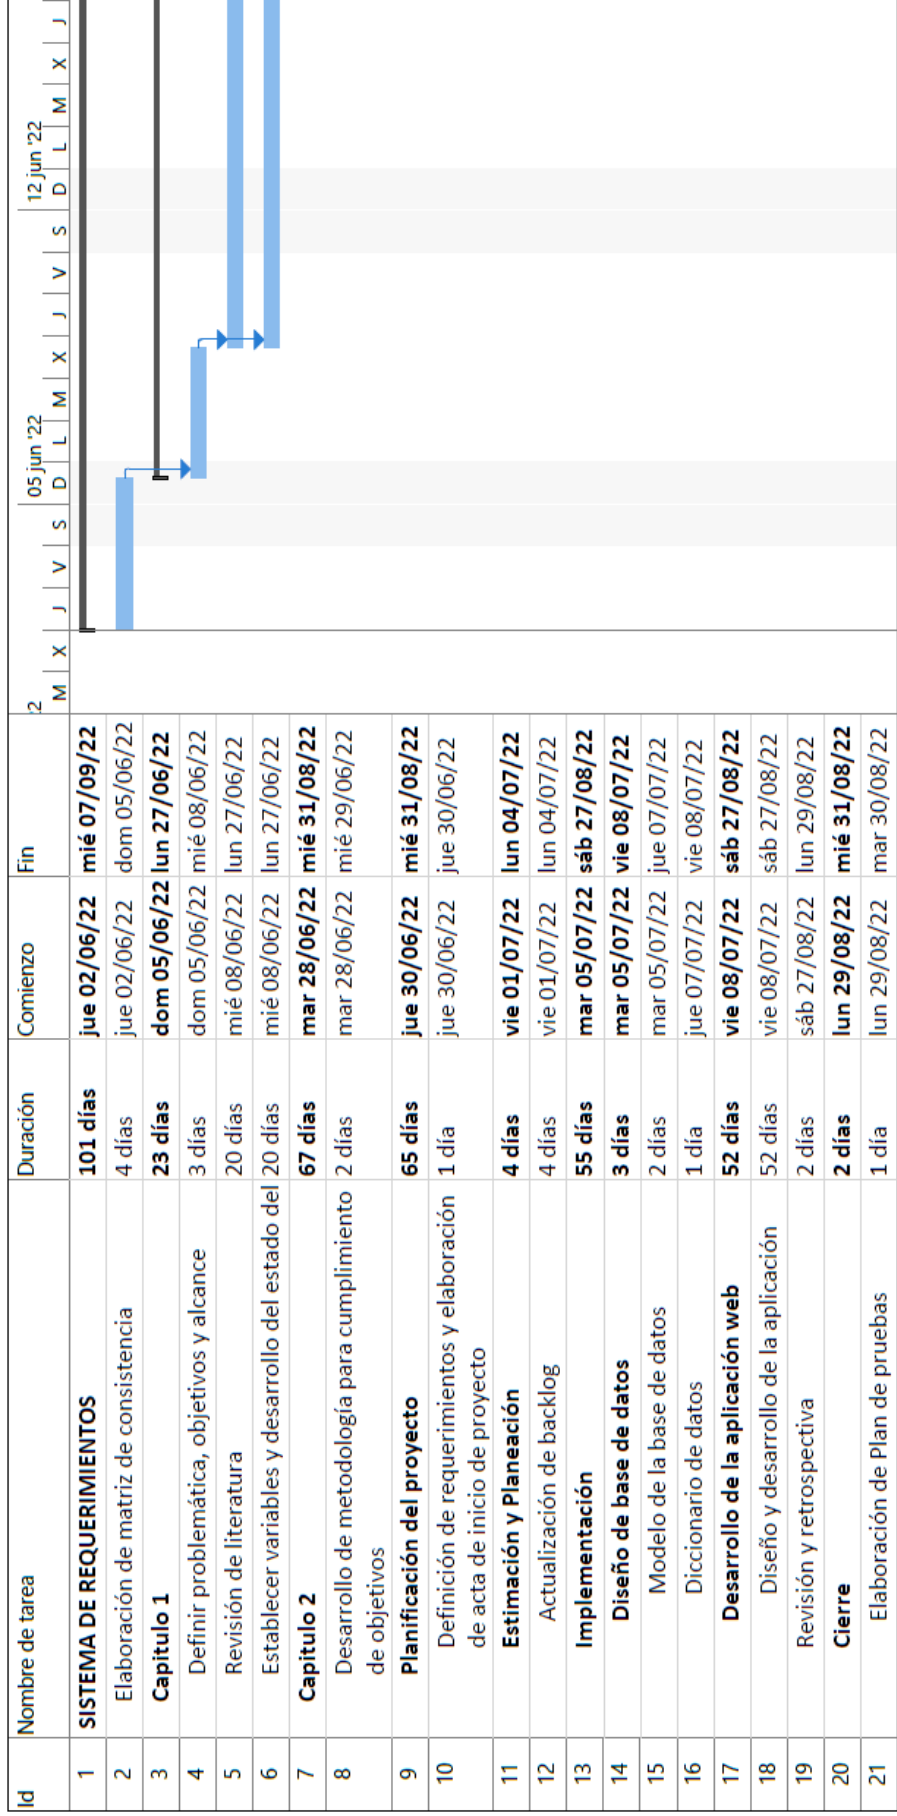 Id Nombre de tarea Duración Comienzo Fin
:2 05 jun '22 12 jun '22
M X J V S D L M X J V S D L M X J
1 SISTEMA DE REQUERIMIENTOS 101 días jue 02/06/22 mié 07/09/22
2 Elaboración de matriz de consistencia 4 días jue 02/06/22 dom 05/06/22
3 Capitulo 1 23 días dom 05/06/22 lun 27/06/22
4 Definir problemática, objetivos y alcance 3 días dom 05/06/22 mié 08/06/22
5 Revisión de literatura 20 días mié 08/06/22 lun 27/06/22
6 Establecer variables y desarrollo del estado del 20 días mié 08/06/22 lun 27/06/22
7 Capitulo 2 67 días mar 28/06/22 mié 31/08/22
8 Desarrollo de metodología para cumplimiento 2 días mar 28/06/22 mié 29/06/22
de objetivos
9 Planificación del proyecto 65 días jue 30/06/22 mié 31/08/22
10 Definición de requerimientos y elaboración 1 día jue 30/06/22 jue 30/06/22
de acta de inicio de proyecto
11 Estimación y Planeación 4 días vie 01/07/22 lun 04/07/22
12 Actualización de backlog 4 días vie 01/07/22 lun 04/07/22
13 Implementación 55 días mar 05/07/22 sáb 27/08/22
14 Diseño de base de datos 3 días mar 05/07/22 vie 08/07/22
15 Modelo de la base de datos 2 días mar 05/07/22 jue 07/07/22
16 Diccionario de datos 1 día jue 07/07/22 vie 08/07/22
17 Desarrollo de la aplicación web 52 días vie 08/07/22 sáb 27/08/22
18 Diseño y desarrollo de la aplicación 52 días vie 08/07/22 sáb 27/08/22
19 Revisión y retrospectiva 2 días sáb 27/08/22 lun 29/08/22
20 Cierre 2 días lun 29/08/22 mié 31/08/22
21 Elaboración de Plan de pruebas 1 día lun 29/08/22 mar 30/08/22